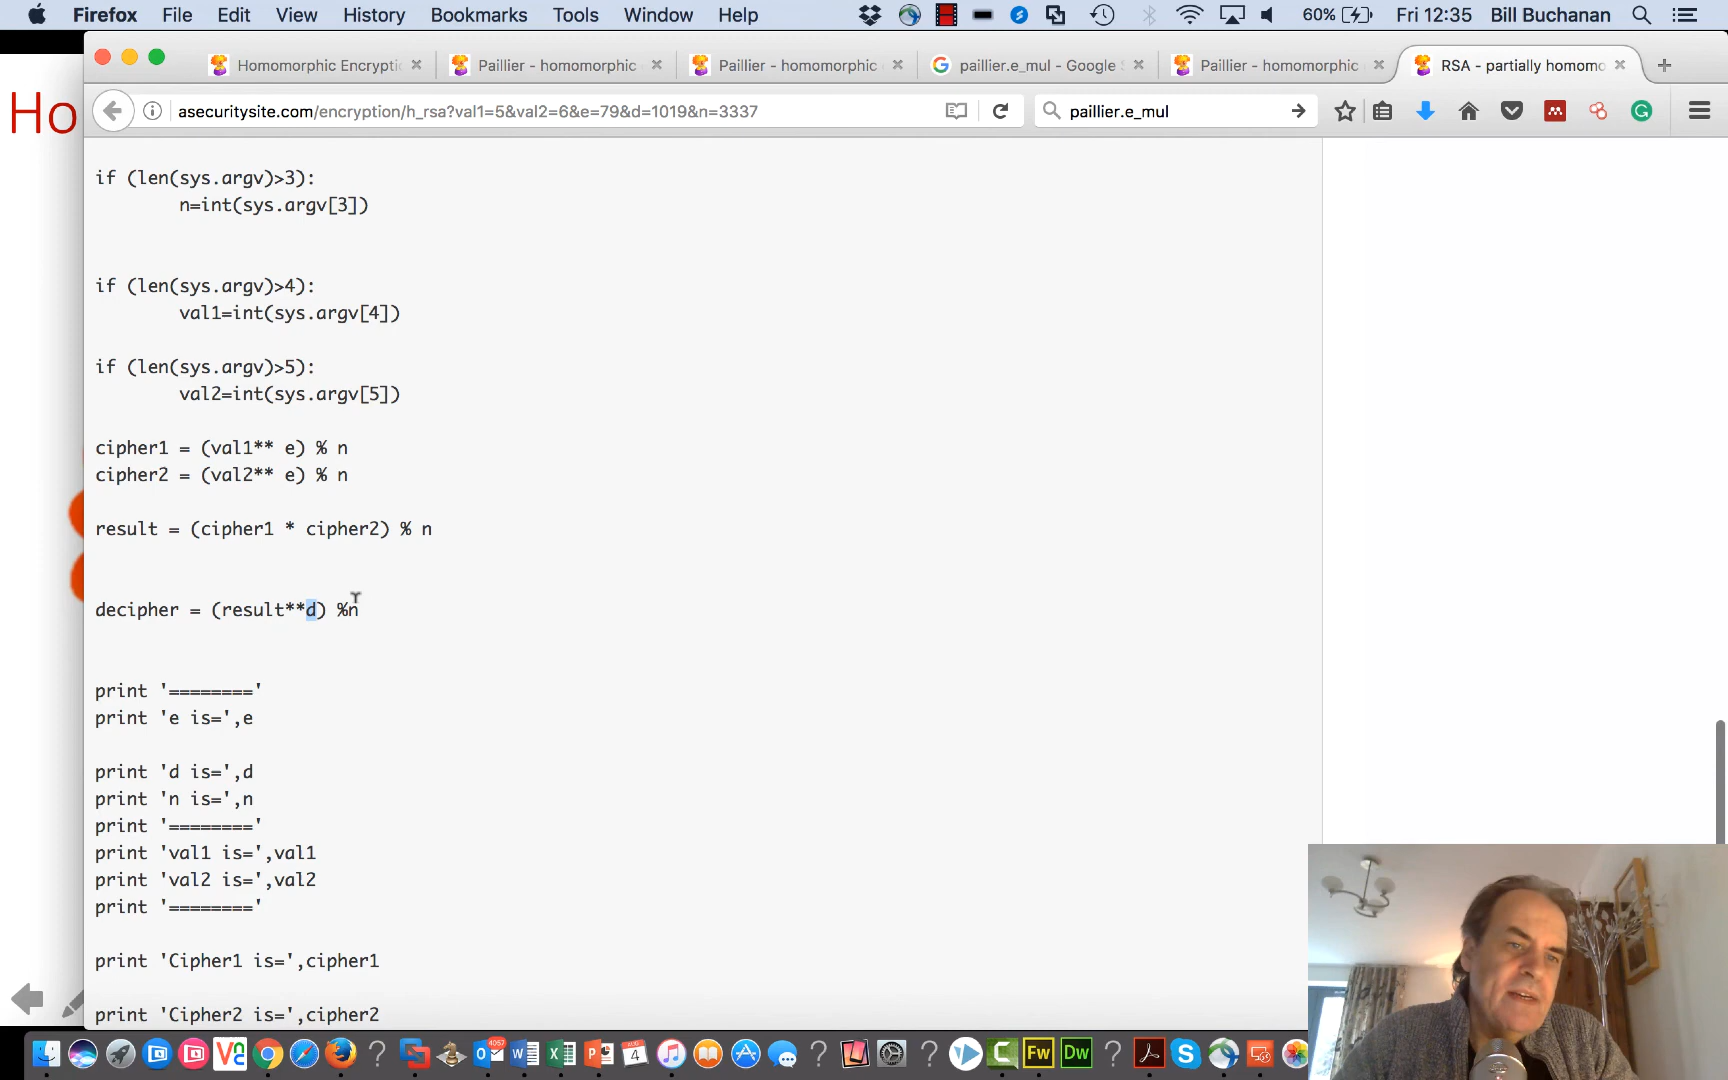 Firefox File Edit View History Bookmarks Tools Window Help 60% Fri 12:35 Bill Buchanan
Homomorphic Encrypti Paillier - homomorphic Paillier - homomorphic paillier.e_mul - Google S Paillier - homomorphic RSA - partially homomo
asecuritysite.com/encryption/h_rsa?val1=5&val2=6&e=79&d=1019&n=3337 paillier.e_mul
Ho
if (len(sys.argv)>3):
n=int(sys.argv[3])
if (len(sys.argv)>4):
val1=int(sys.argv[4])
if (len(sys.argv)>5):
val2=int(sys.argv[5])
cipher1 = (val1** e) % n
cipher2 = (val2** e) % n
result = (cipher1 * cipher2) % n
decipher = (result**d) %n
print '========'
print 'e is=',e
print 'd is=',d
print 'n is=',n
print '========'
print 'val1 is=',val1
print 'val2 is=',val2
print '========'
print 'Cipher1 is=',cipher1
print 'Cipher2 is=',cipher2
4057
4
Fw Dw